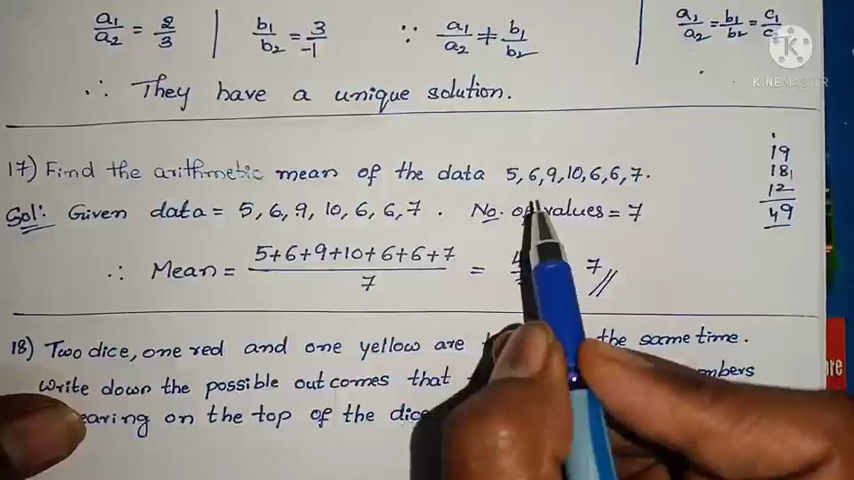 a₁/a₂ = 2/3 | b₁/b₂ = 3/-1 ∵ a₁/a₂ ≠ b₁/b₂ | a₁/a₂ = b₁/b₂ = c₁/
KINEMASTER
∴ They have a unique solution.
17) Find the arithmetic mean of the data 5,6,9,10,6,6,7.
Sol: Given data = 5, 6, 9, 10, 6, 6, 7. No. of values = 7
∴ Mean = 5+6+9+10+6+6+7/7 = 7
19
18
12
49
18) Two dice, one red and one yellow are the same time.
Write down the possible outcomes that
on the top of the dice